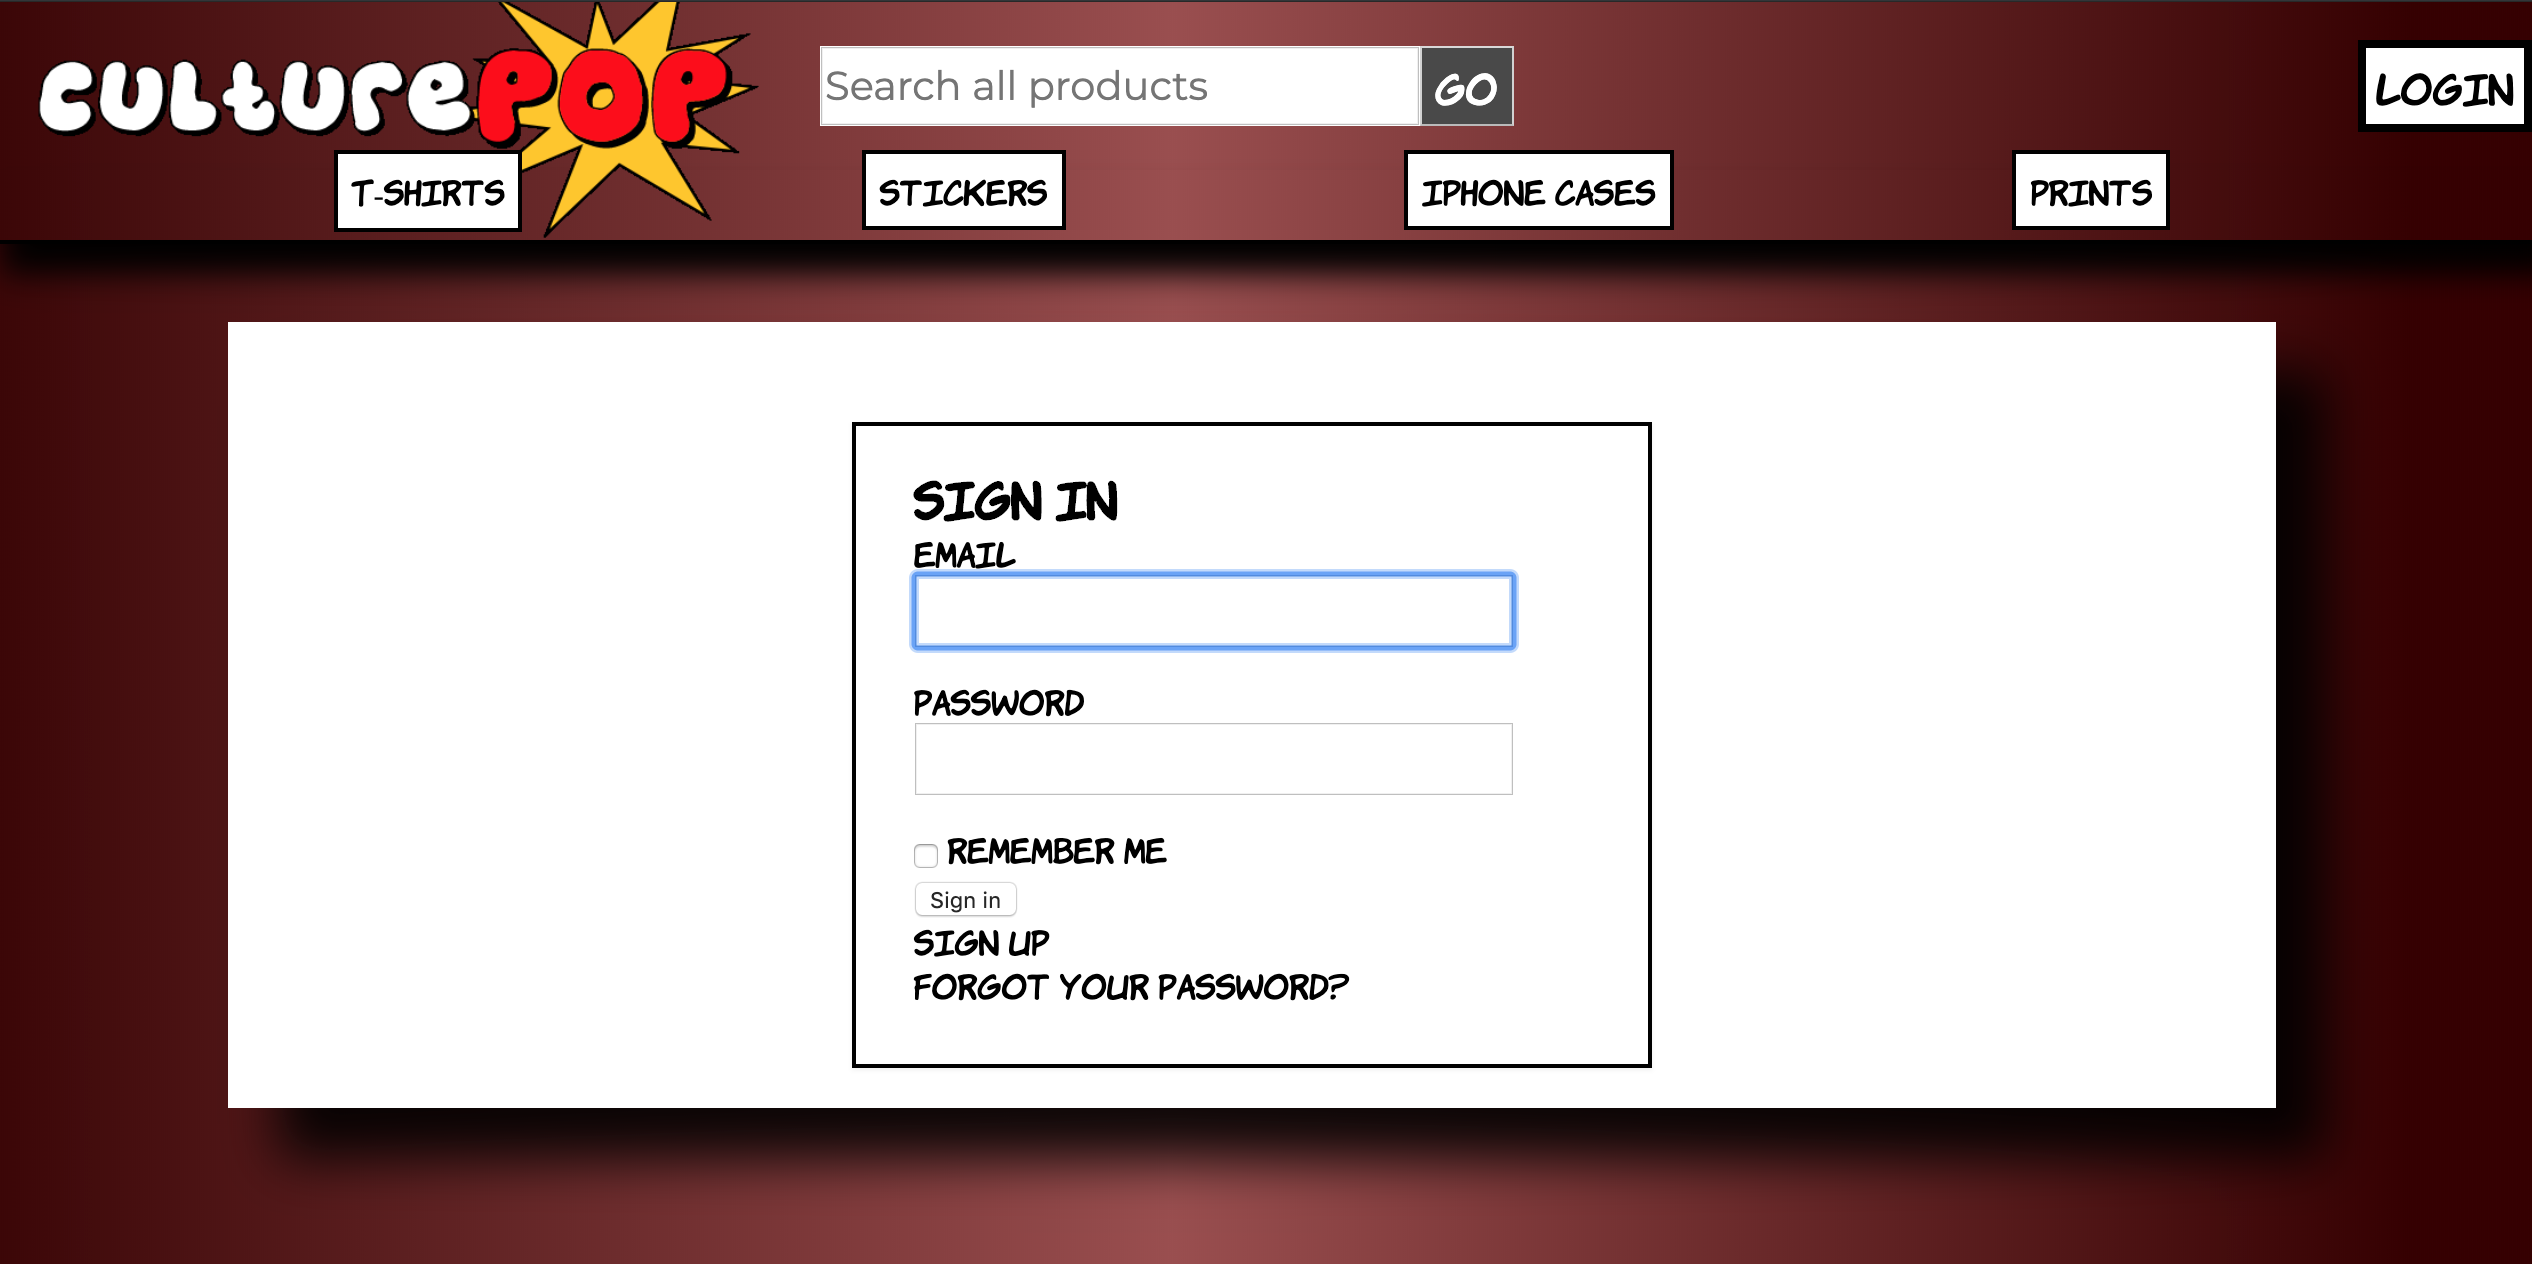 culturePOP
Search all products GO
LOGIN
T-SHIRTS STICKERS IPHONE CASES PRINTS
SIGN IN
EMAIL
PASSWORD
REMEMBER ME
Sign in
SIGN UP
FORGOT YOUR PASSWORD?